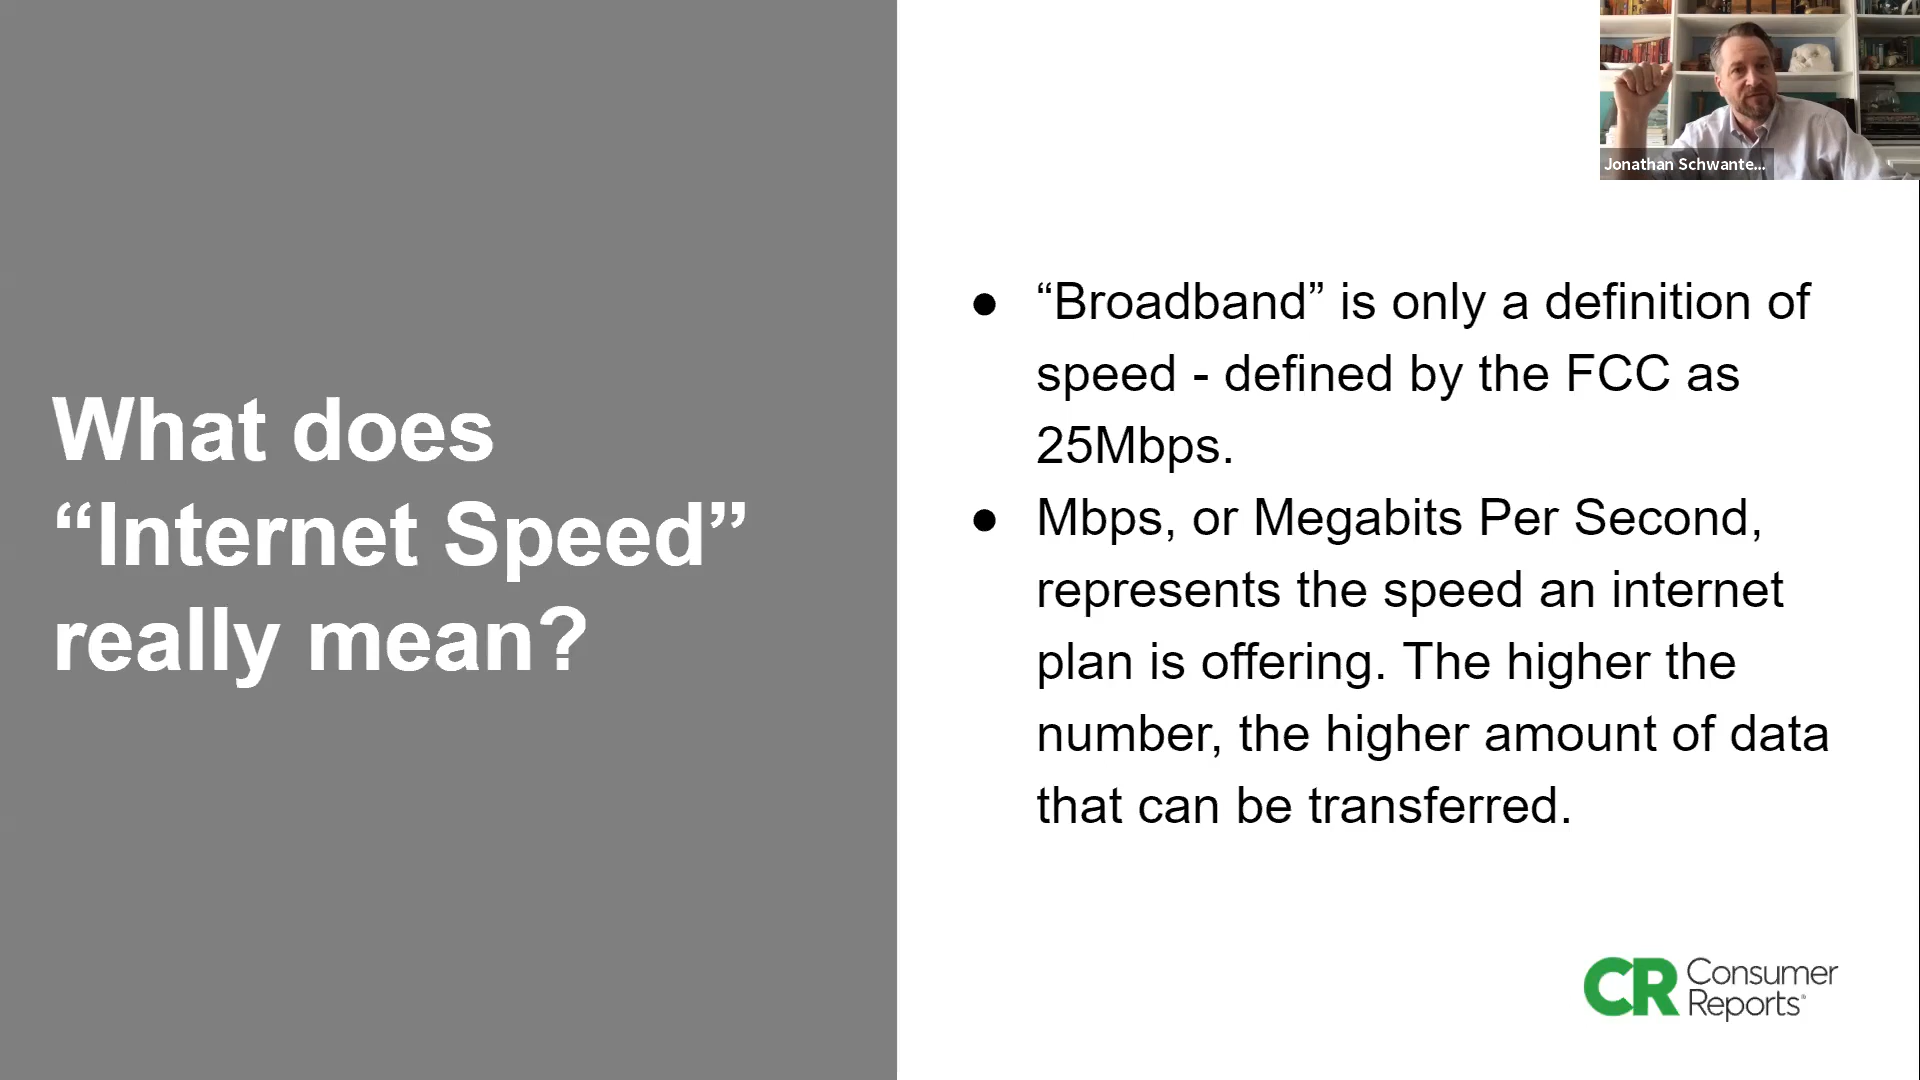 What does
“Internet Speed”
really mean?
Jonathan Schwante...
● “Broadband” is only a definition of
speed - defined by the FCC as
25Mbps.
● Mbps, or Megabits Per Second,
represents the speed an internet
plan is offering. The higher the
number, the higher amount of data
that can be transferred.
CR Consumer
Reports®